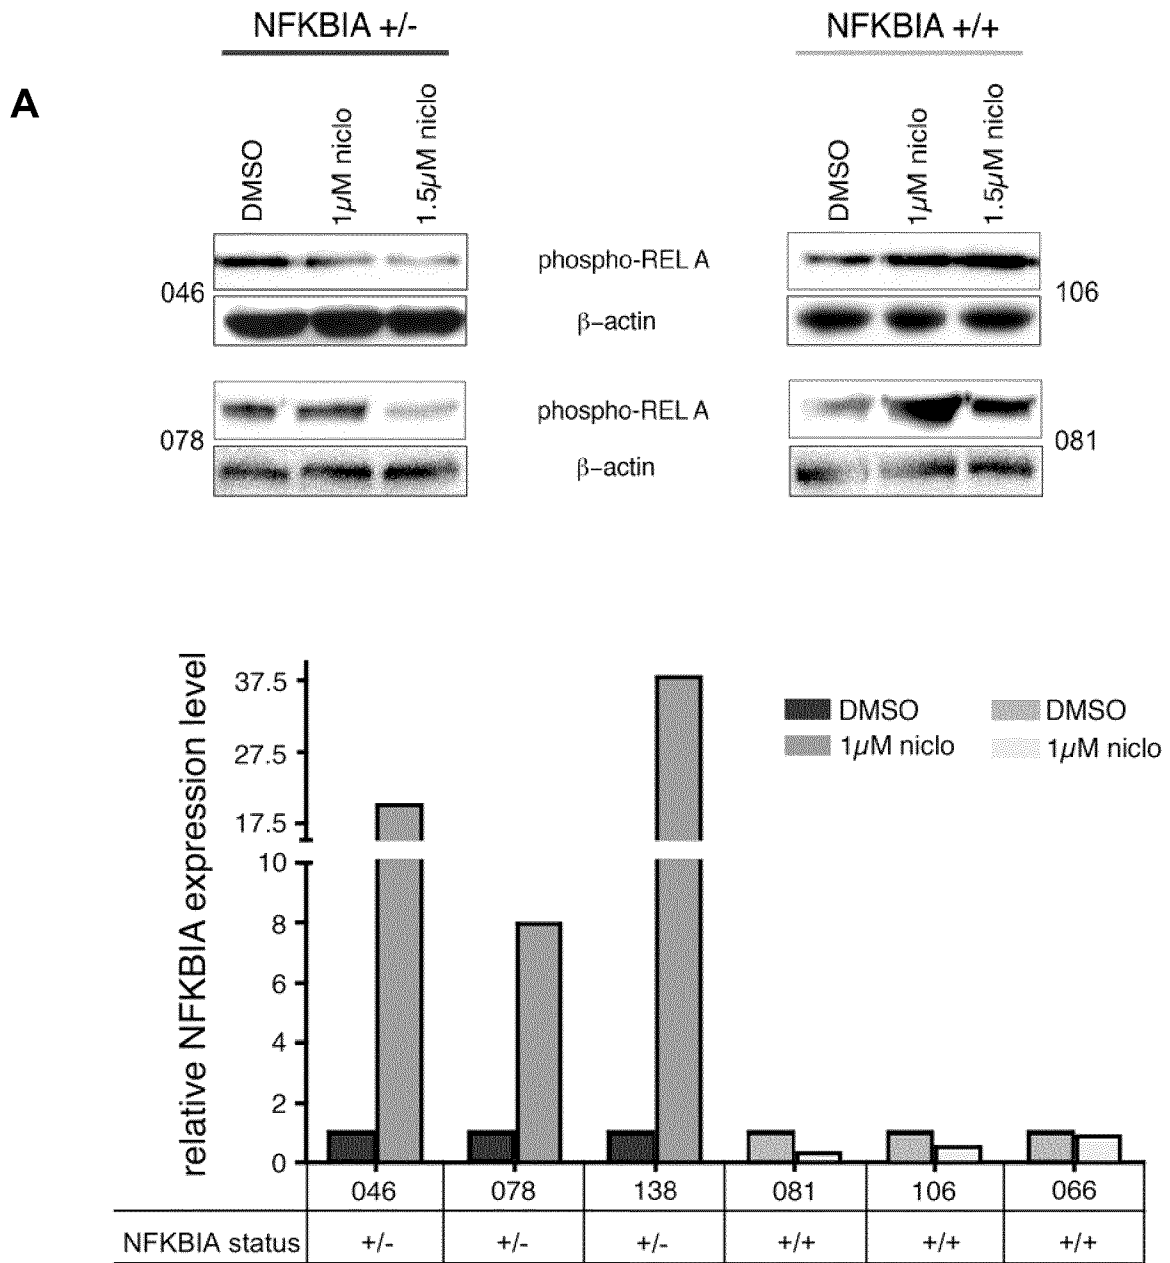 NFKBIA +/-
NFKBIA +/+
A
DMSO
1µM niclo
1.5µM niclo
DMSO
1µM niclo
1.5µM niclo
046
phospho-REL A
β–actin
106
078
phospho-REL A
β–actin
081
relative NFKBIA expression level
37.5
27.5
17.5
10
8
6
4
2
0
DMSO
1µM niclo
DMSO
1µM niclo
046 078 138 081 106 066
NFKBIA status +/- +/- +/- +/+ +/+ +/+